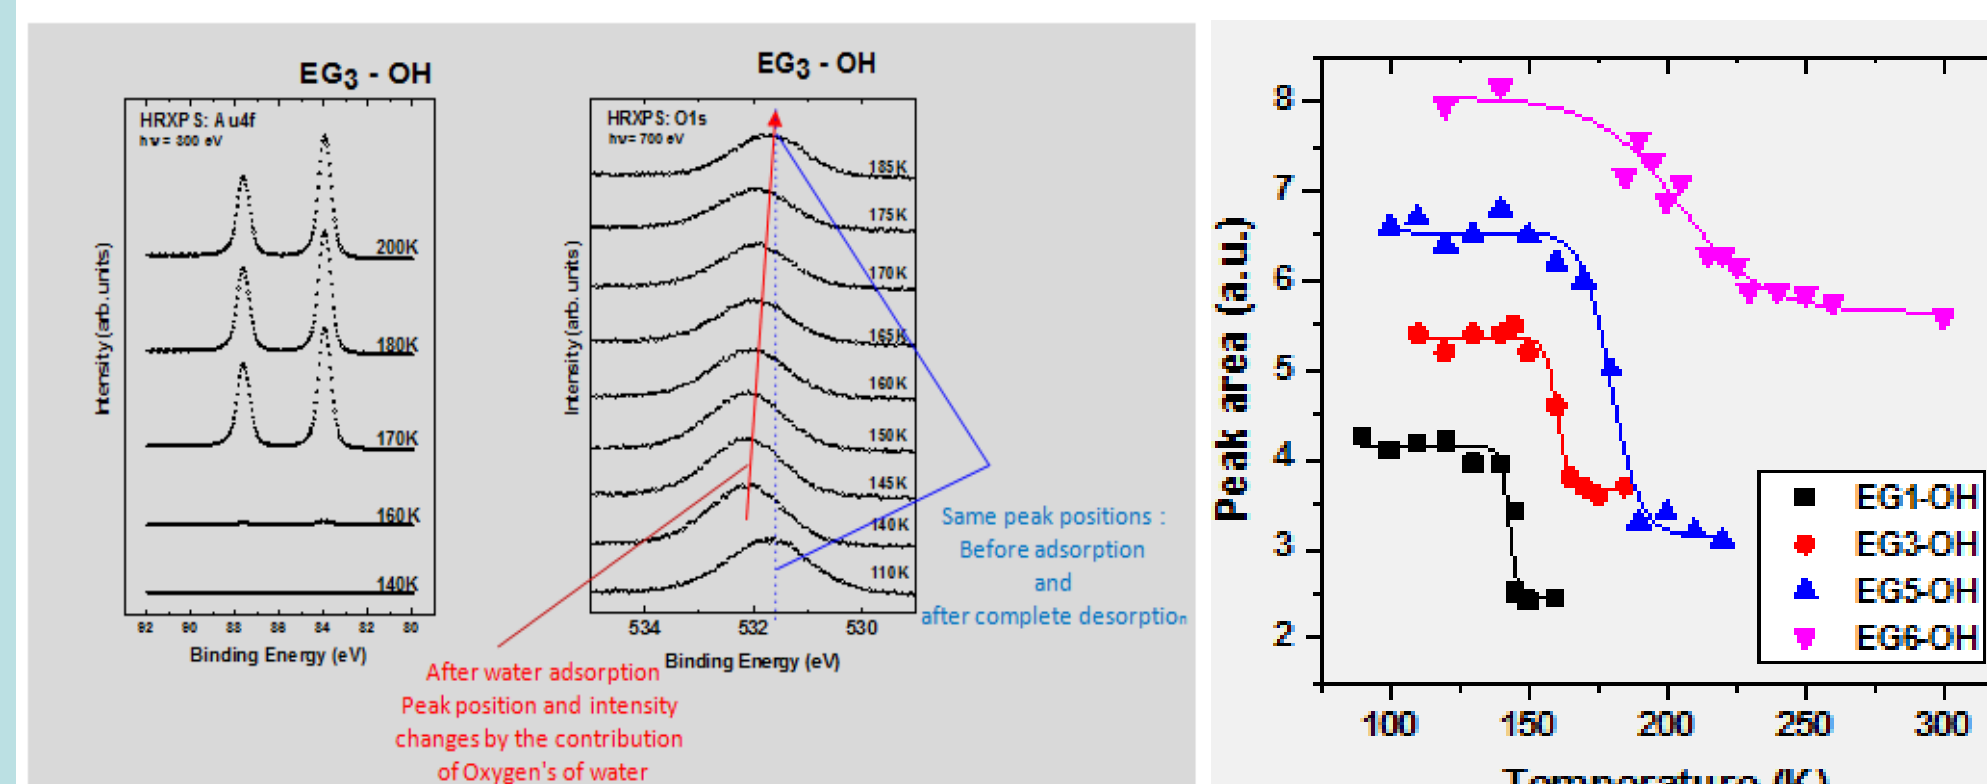 EG3 - OH
HRXPS: Au4f
hν = 300 eV
200K
180K
170K
160K
140K
Intensity (arb. units)
92 90 88 86 84 82 80
Binding Energy (eV)
EG3 - OH
HRXPS: O1s
hν = 700 eV
185K
175K
170K
165K
160K
150K
145K
140K
110K
Intensity (arb. units)
534 532 530
Binding Energy (eV)
Same peak positions :
Before adsorption
and
after complete desorption
After water adsorption
Peak position and intensity
changes by the contribution
of Oxygen's of water
Peak area (a.u.)
8
7
6
5
4
3
2
EG1-OH
EG3-OH
EG5-OH
EG6-OH
100 150 200 250 300
Temperature (K)